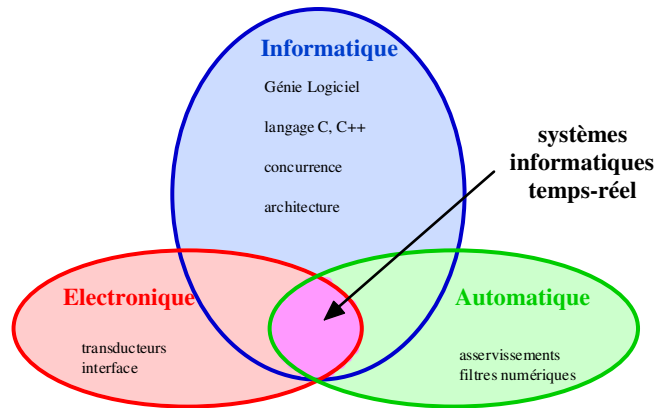 Informatique
Génie Logiciel
langage C, C++
concurrence
architecture
systèmes
informatiques
temps-réel
Electronique
transducteurs
interface
Automatique
asservissements
filtres numériques